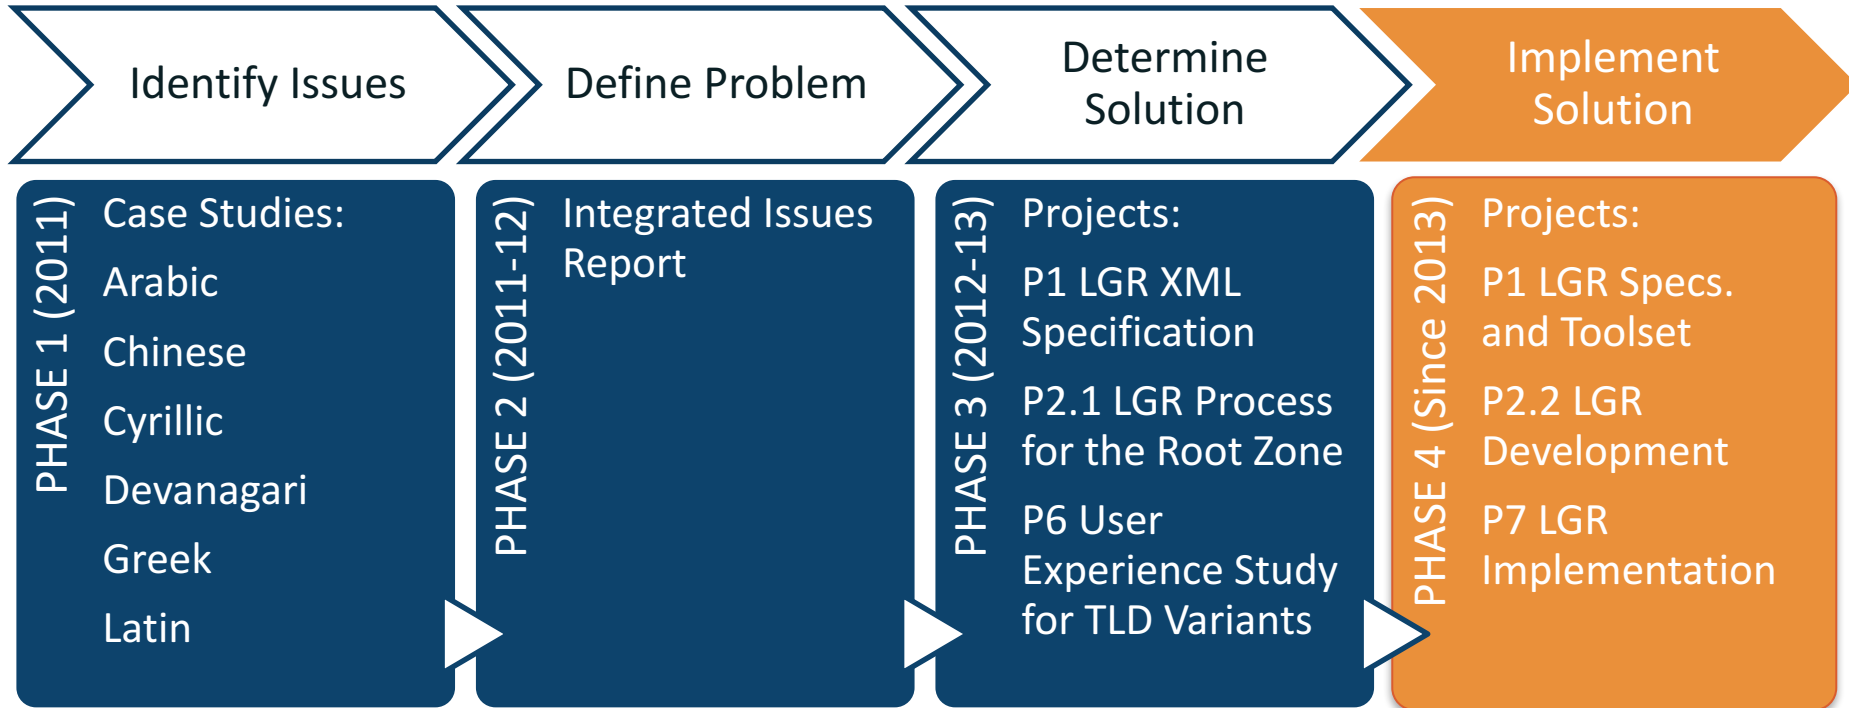 Identify Issues
Define Problem
Determine
Solution
Implement
Solution
PHASE 1 (2011)
Case Studies:
Arabic
Chinese
Cyrillic
Devanagari
Greek
Latin
PHASE 2 (2011-12)
Integrated Issues
Report
PHASE 3 (2012-13)
Projects:
P1 LGR XML
Specification
P2.1 LGR Process
for the Root Zone
P6 User
Experience Study
for TLD Variants
PHASE 4 (Since 2013)
Projects:
P1 LGR Specs.
and Toolset
P2.2 LGR
Development
P7 LGR
Implementation